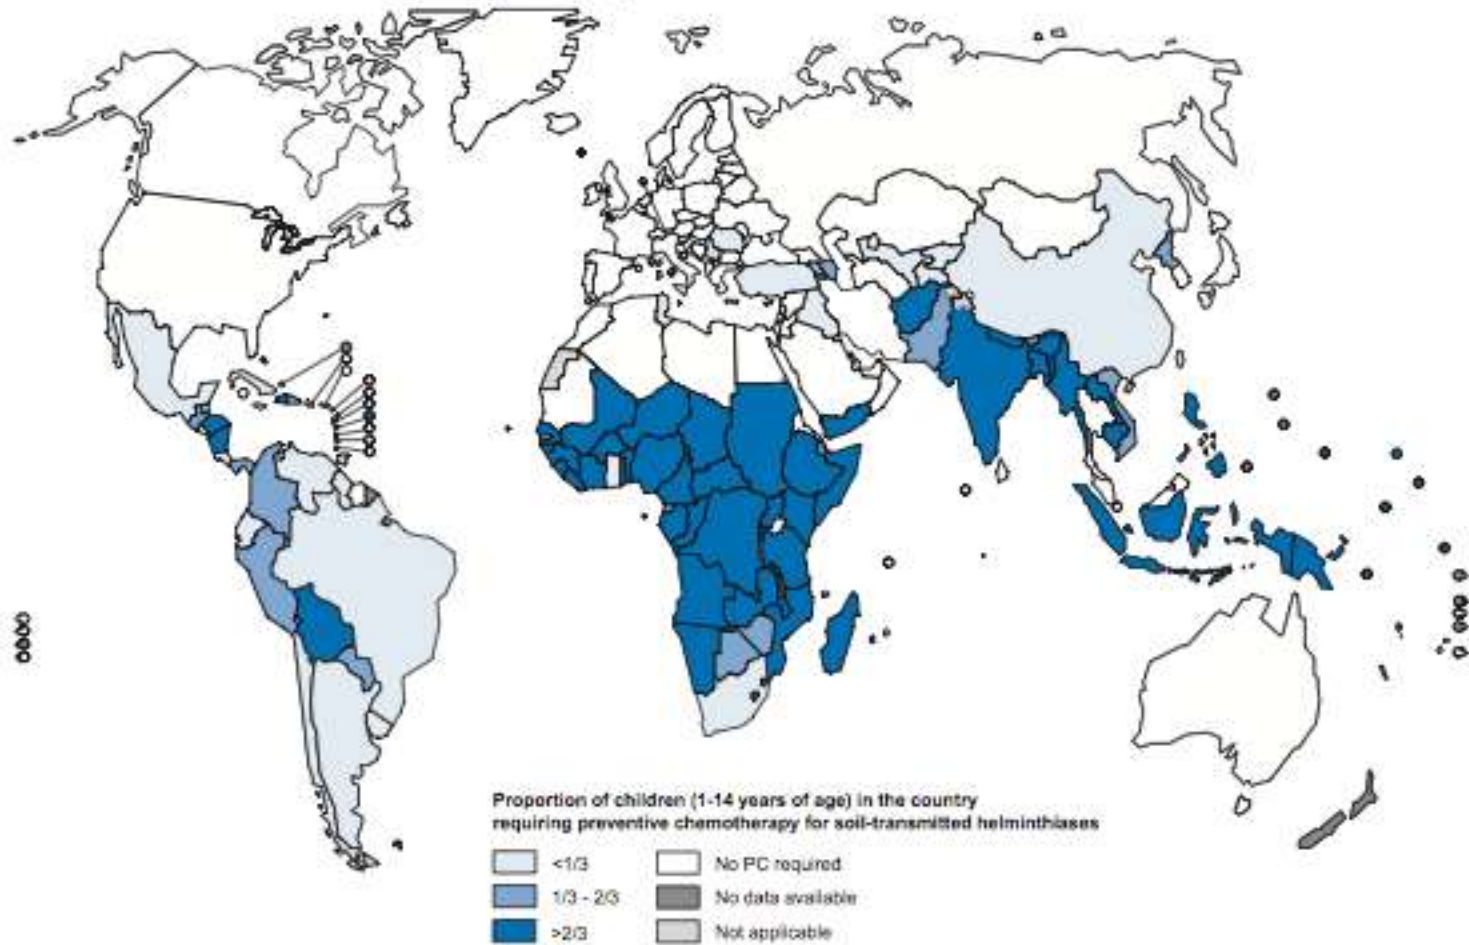 Proportion of children (1-14 years of age) in the country
requiring preventive chemotherapy for soil-transmitted helminthiases
<1/3
No PC required
1/3 - 2/3
No data available
>2/3
Not applicable